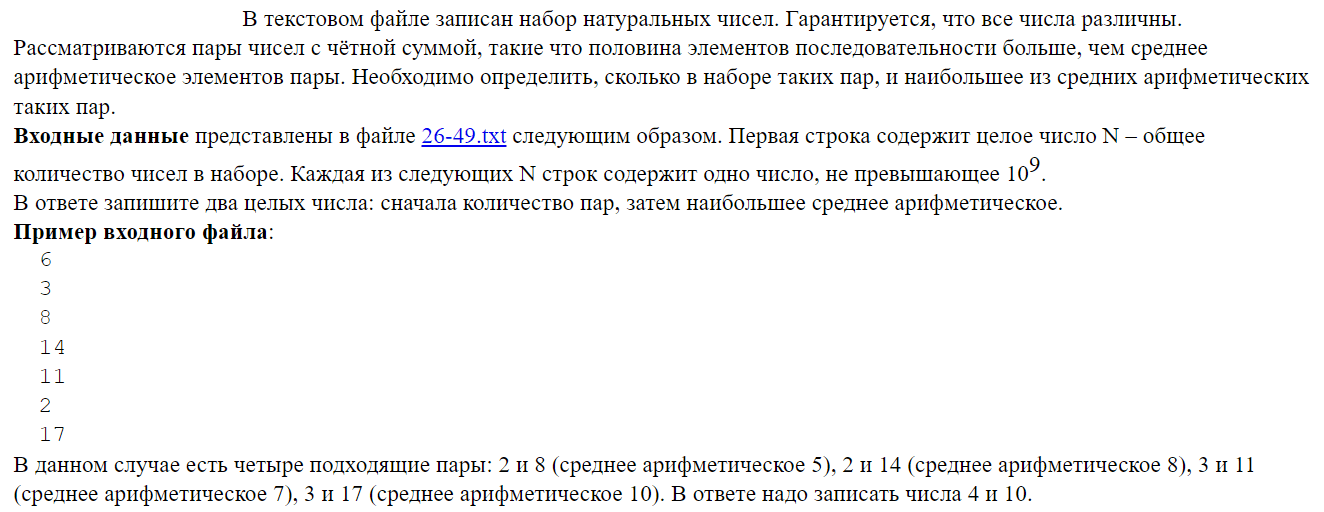 В текстовом файле записан набор натуральных чисел. Гарантируется, что все числа различны.
Рассматриваются пары чисел с чётной суммой, такие что половина элементов последовательности больше, чем среднее
арифметическое элементов пары. Необходимо определить, сколько в наборе таких пар, и наибольшее из средних арифметических
таких пар.
Входные данные представлены в файле 26-49.txt следующим образом. Первая строка содержит целое число N – общее
количество чисел в наборе. Каждая из следующих N строк содержит одно число, не превышающее 10⁹.
В ответе запишите два целых числа: сначала количество пар, затем наибольшее среднее арифметическое.
Пример входного файла:
6
3
8
14
11
2
17
В данном случае есть четыре подходящие пары: 2 и 8 (среднее арифметическое 5), 2 и 14 (среднее арифметическое 8), 3 и 11
(среднее арифметическое 7), 3 и 17 (среднее арифметическое 10). В ответе надо записать числа 4 и 10.